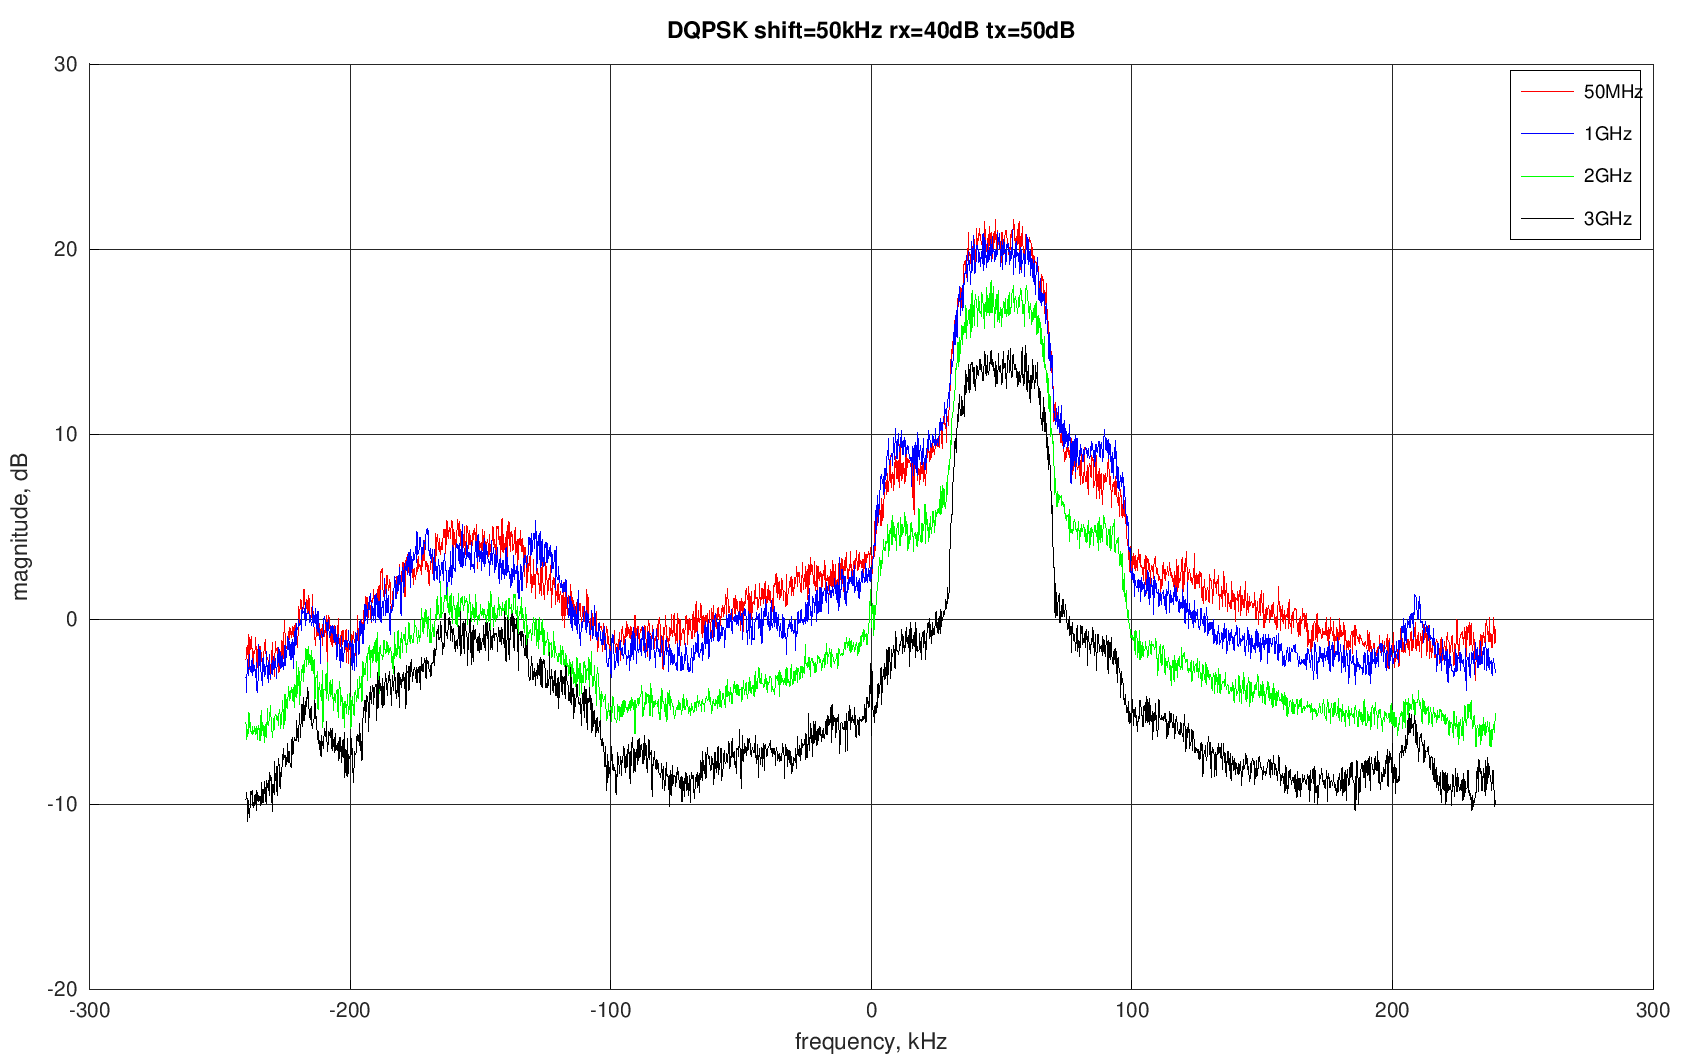 DQPSK shift=50kHz rx=40dB tx=50dB
30
20
10
0
-10
-20
-300
-200
-100
0
100
200
300
magnitude, dB
frequency, kHz
50MHz
1GHz
2GHz
3GHz